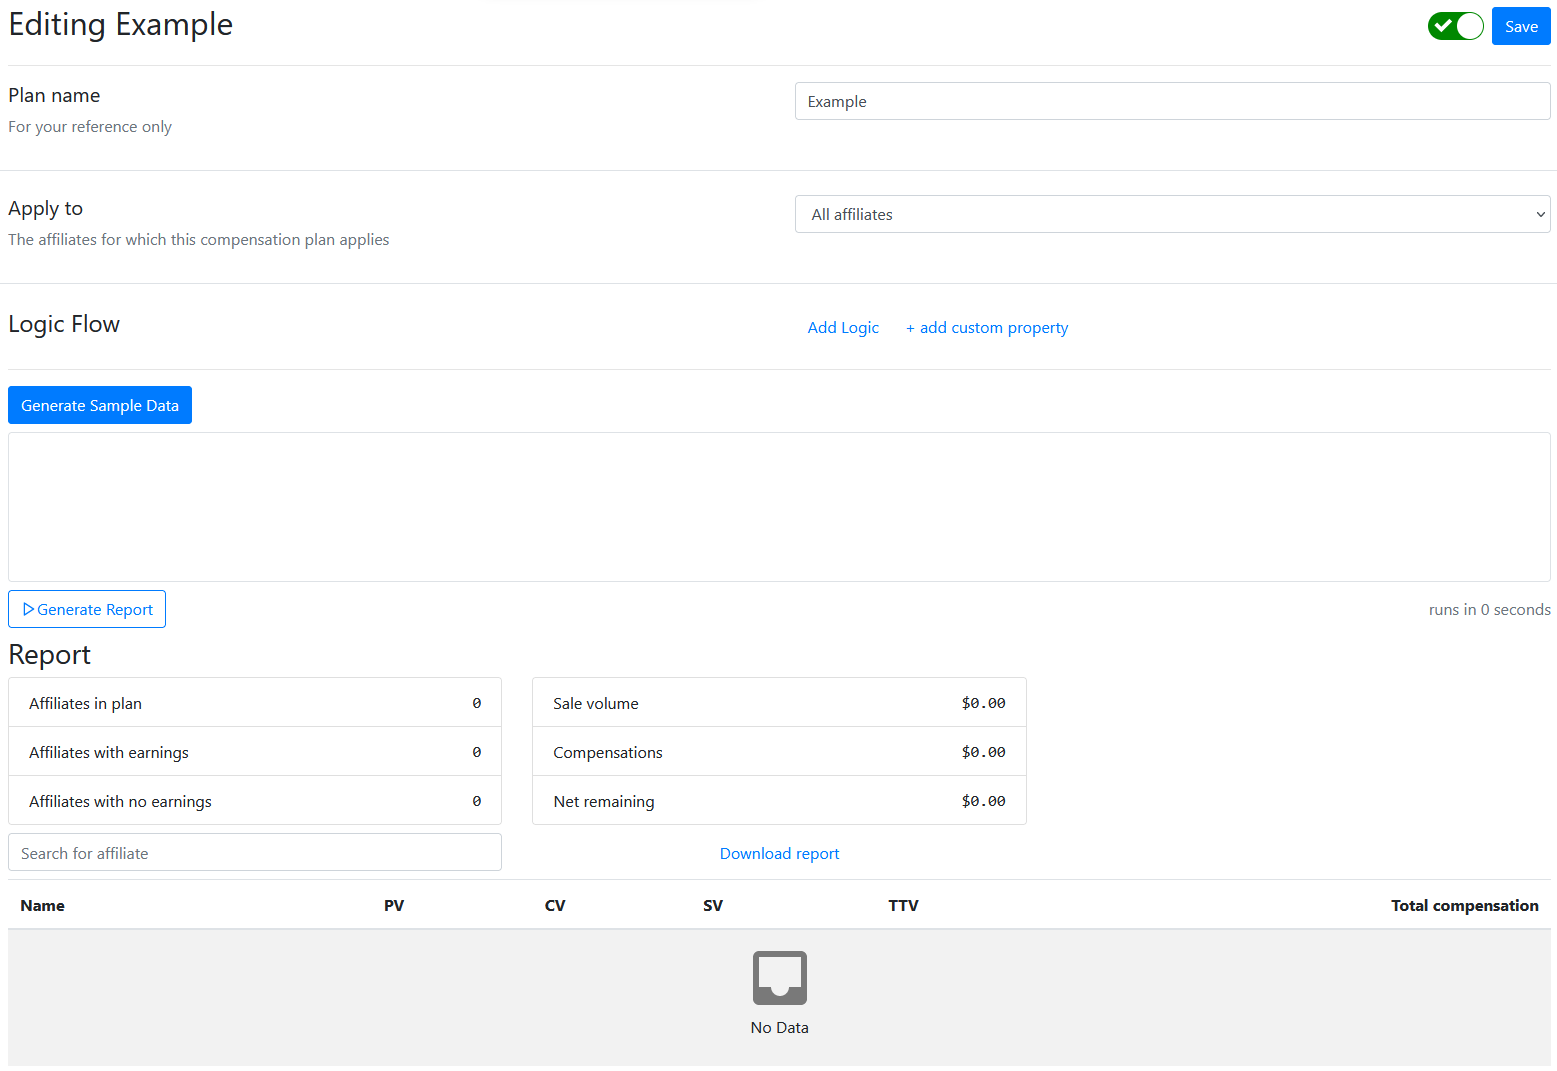 Editing Example
Save
Plan name
For your reference only
Example
Apply to
The affiliates for which this compensation plan applies
All affiliates
Logic Flow
Add Logic
+ add custom property
Generate Sample Data
Generate Report
runs in 0 seconds
Report
Affiliates in plan 0
Affiliates with earnings 0
Affiliates with no earnings 0
Sale volume $0.00
Compensations $0.00
Net remaining $0.00
Search for affiliate
Download report
Name PV CV SV TTV Total compensation
No Data